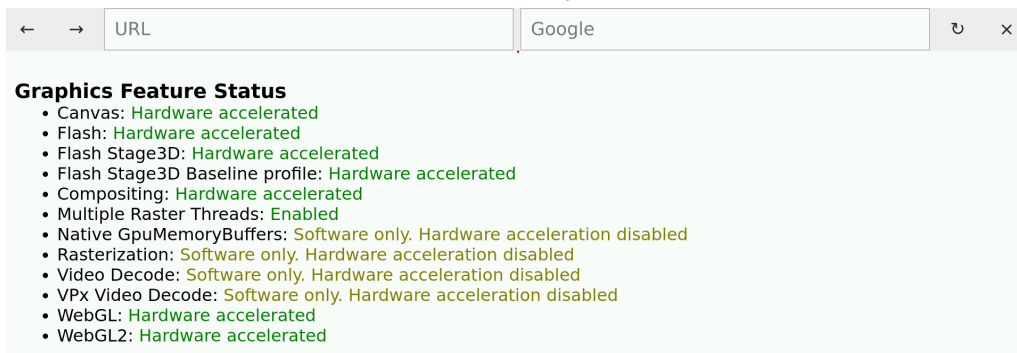 ← → URL Google ↻ ×
Graphics Feature Status
• Canvas: Hardware accelerated
• Flash: Hardware accelerated
• Flash Stage3D: Hardware accelerated
• Flash Stage3D Baseline profile: Hardware accelerated
• Compositing: Hardware accelerated
• Multiple Raster Threads: Enabled
• Native GpuMemoryBuffers: Software only. Hardware acceleration disabled
• Rasterization: Software only. Hardware acceleration disabled
• Video Decode: Software only. Hardware acceleration disabled
• VPx Video Decode: Software only. Hardware acceleration disabled
• WebGL: Hardware accelerated
• WebGL2: Hardware accelerated